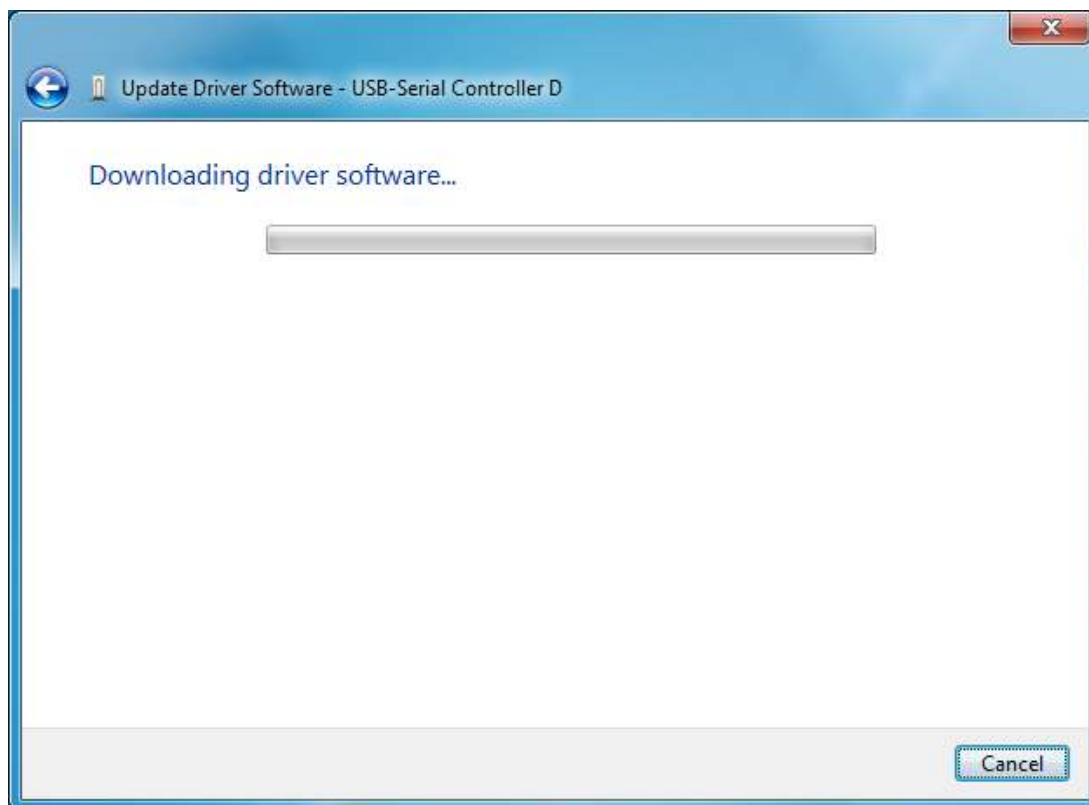 Update Driver Software - USB-Serial Controller D
Downloading driver software...
Cancel